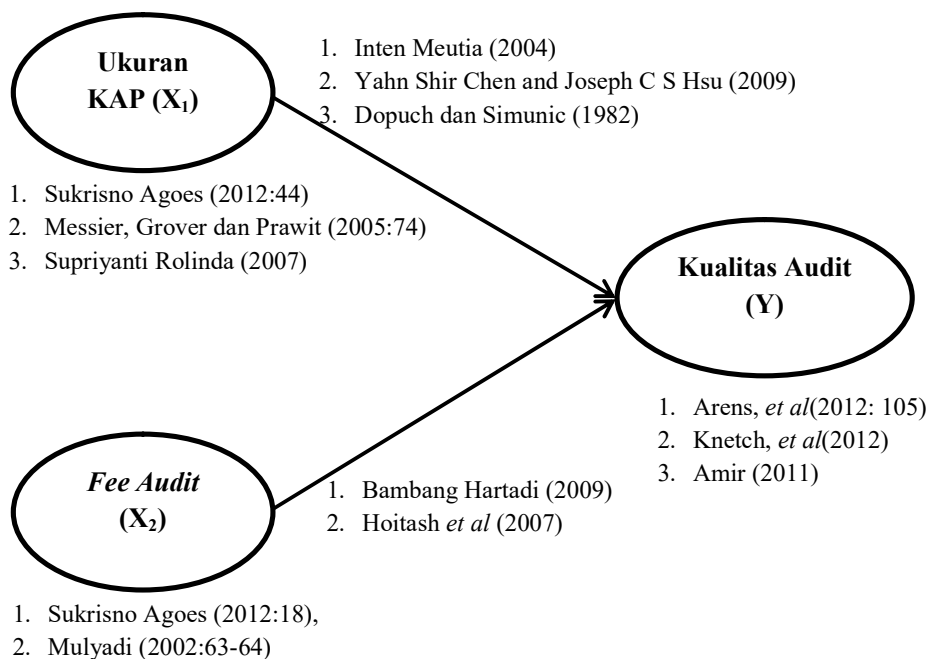 Ukuran
KAP (X₁)
1. Inten Meutia (2004)
2. Yahn Shir Chen and Joseph C S Hsu (2009)
3. Dopuch dan Simunic (1982)
1. Sukrisno Agoes (2012:44)
2. Messier, Grover dan Prawit (2005:74)
3. Supriyanti Rolinda (2007)
Kualitas Audit
(Y)
1. Arens, et al(2012: 105)
2. Knetch, et al(2012)
3. Amir (2011)
Fee Audit
(X₂)
1. Bambang Hartadi (2009)
2. Hoitash et al (2007)
1. Sukrisno Agoes (2012:18),
2. Mulyadi (2002:63-64)